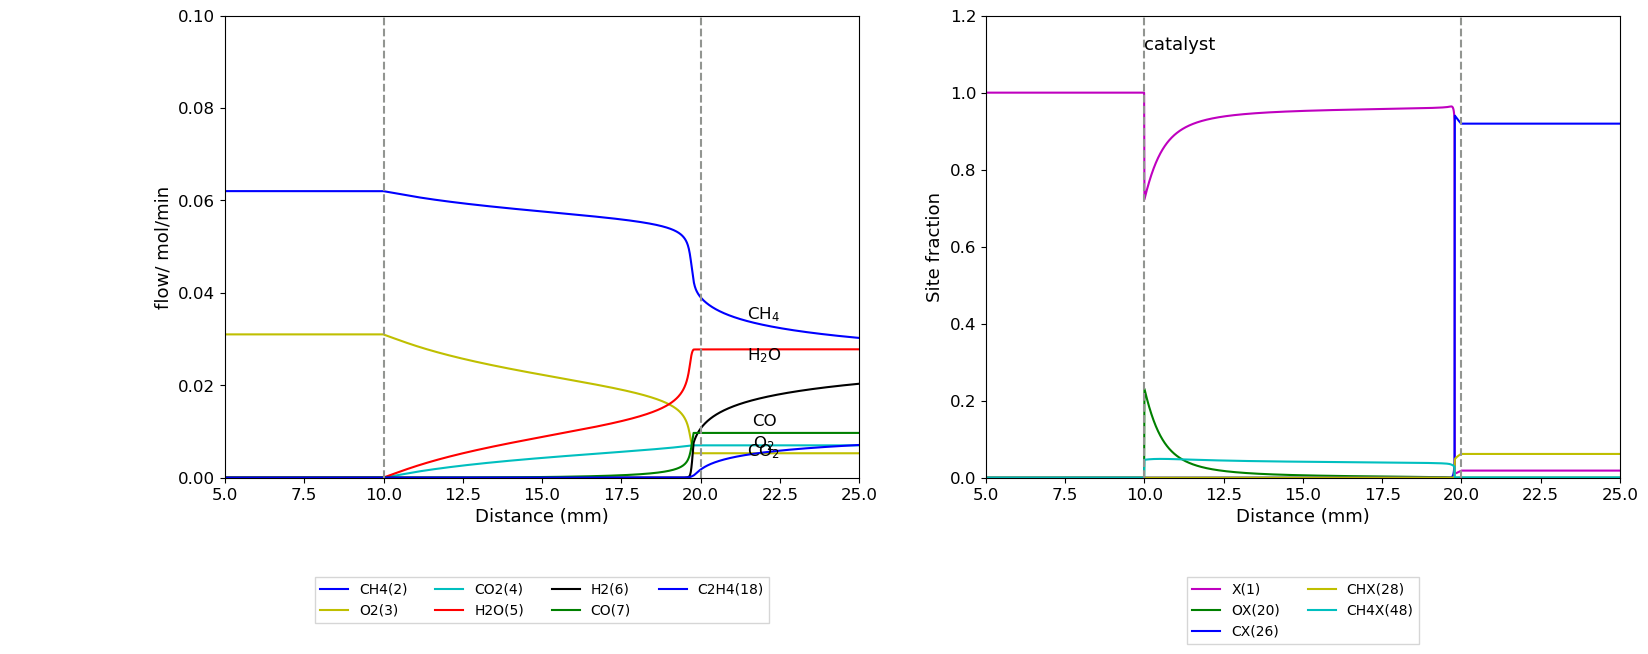 0.10
0.08
0.06
0.04
0.02
0.00
flow/ mol/min
CH4
H2O
CO
O2
CO2
5.0 7.5 10.0 12.5 15.0 17.5 20.0 22.5 25.0
Distance (mm)
CH4(2) CO2(4) H2(6) C2H4(18)
O2(3) H2O(5) CO(7)
1.2
1.0
0.8
0.6
0.4
0.2
0.0
Site fraction
catalyst
5.0 7.5 10.0 12.5 15.0 17.5 20.0 22.5 25.0
Distance (mm)
X(1) CHX(28)
OX(20) CH4X(48)
CX(26)